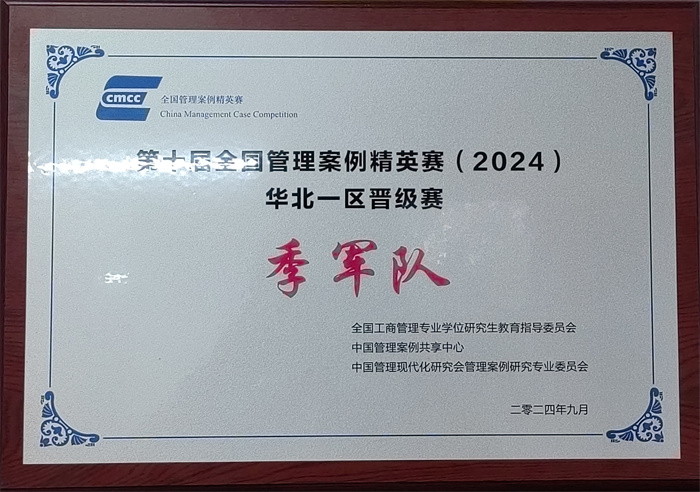 cmcc
全国管理案例精英赛
China Management Case Competition
第十届全国管理案例精英赛（2024）
华北一区晋级赛
季军队
全国工商管理专业学位研究生教育指导委员会
中国管理案例共享中心
中国管理现代化研究会管理案例研究专业委员会
二零二四年九月